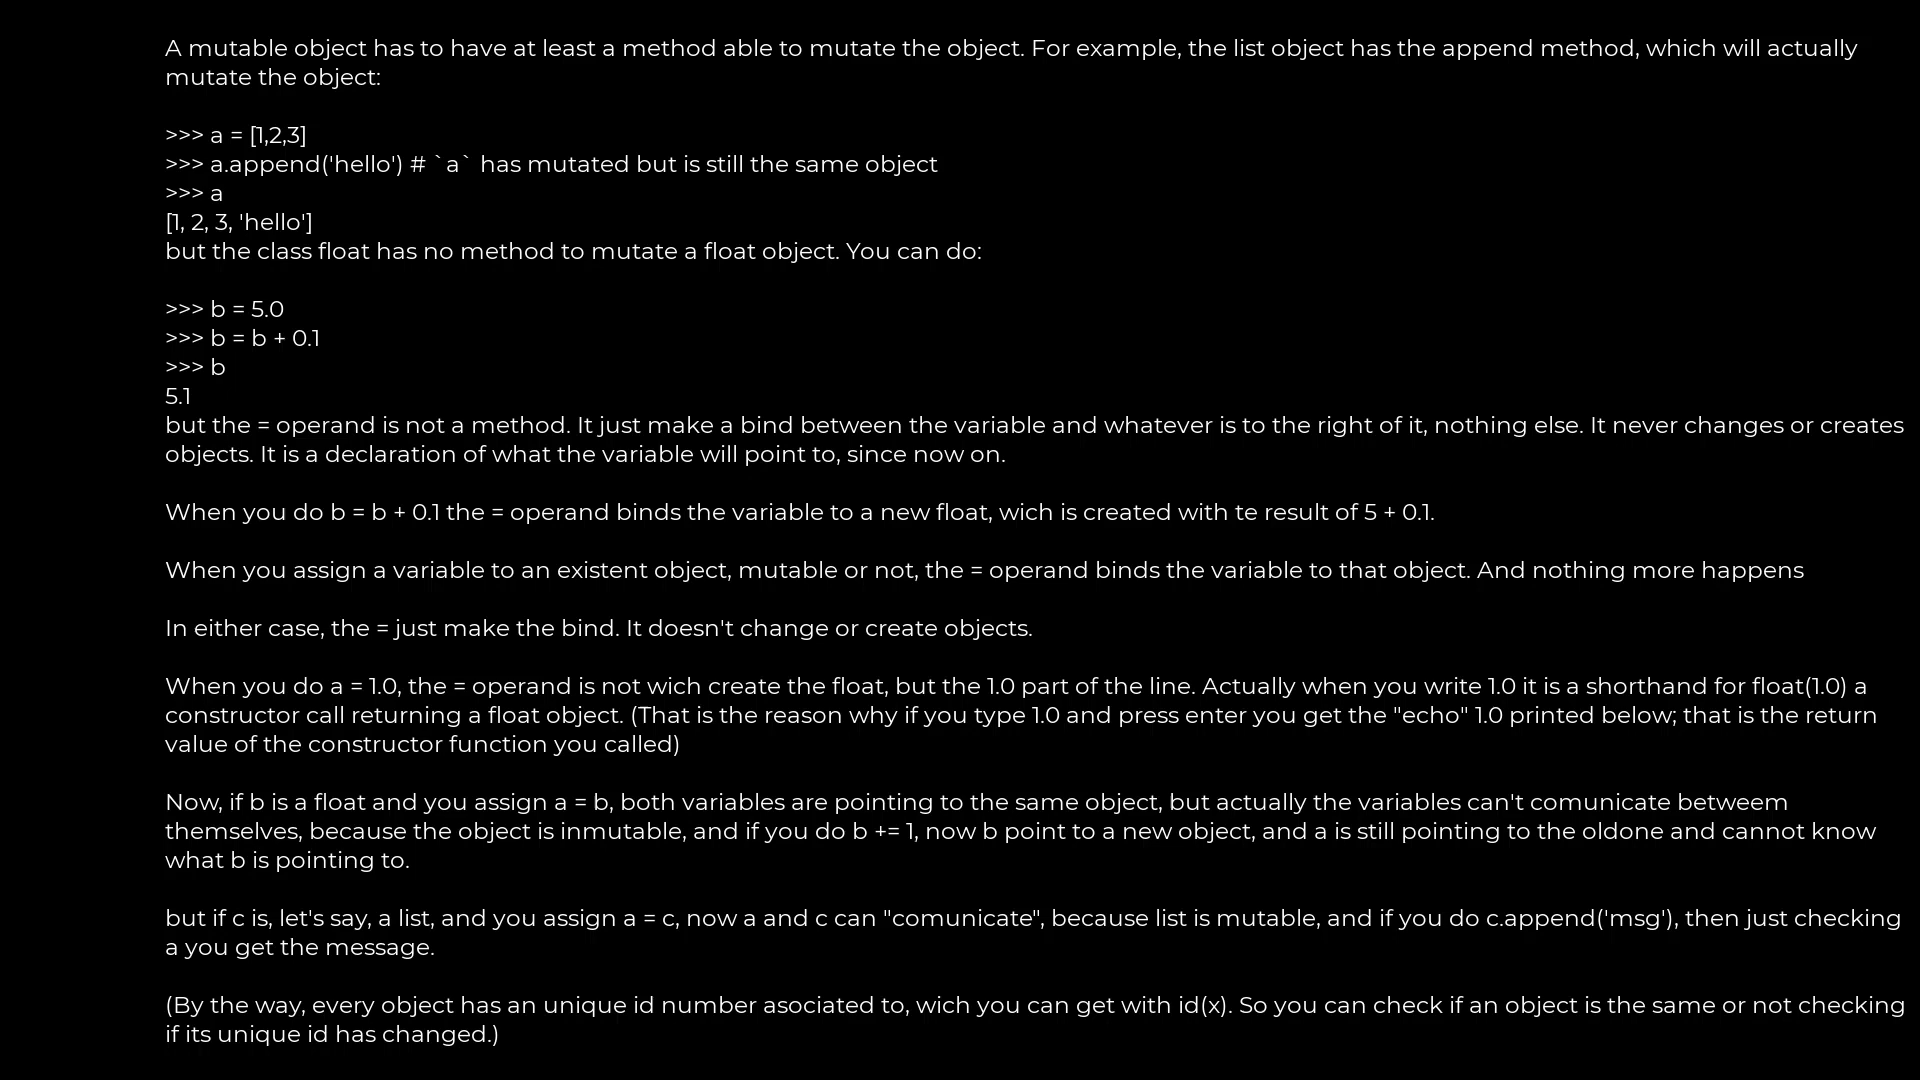 A mutable object has to have at least a method able to mutate the object. For example, the list object has the append method, which will actually
mutate the object:
>>> a = [1,2,3]
>>> a.append('hello') # `a` has mutated but is still the same object
>>> a
[1, 2, 3, 'hello']
but the class float has no method to mutate a float object. You can do:
>>> b = 5.0
>>> b = b + 0.1
>>> b
5.1
but the = operand is not a method. It just make a bind between the variable and whatever is to the right of it, nothing else. It never changes or creates
objects. It is a declaration of what the variable will point to, since now on.
When you do b = b + 0.1 the = operand binds the variable to a new float, wich is created with te result of 5 + 0.1.
When you assign a variable to an existent object, mutable or not, the = operand binds the variable to that object. And nothing more happens
In either case, the = just make the bind. It doesn't change or create objects.
When you do a = 1.0, the = operand is not wich create the float, but the 1.0 part of the line. Actually when you write 1.0 it is a shorthand for float(1.0) a
constructor call returning a float object. (That is the reason why if you type 1.0 and press enter you get the "echo" 1.0 printed below; that is the return
value of the constructor function you called)
Now, if b is a float and you assign a = b, both variables are pointing to the same object, but actually the variables can't comunicate betweem
themselves, because the object is inmutable, and if you do b += 1, now b point to a new object, and a is still pointing to the oldone and cannot know
what b is pointing to.
but if c is, let's say, a list, and you assign a = c, now a and c can "comunicate", because list is mutable, and if you do c.append('msg'), then just checking
a you get the message.
(By the way, every object has an unique id number asociated to, wich you can get with id(x). So you can check if an object is the same or not checking
if its unique id has changed.)